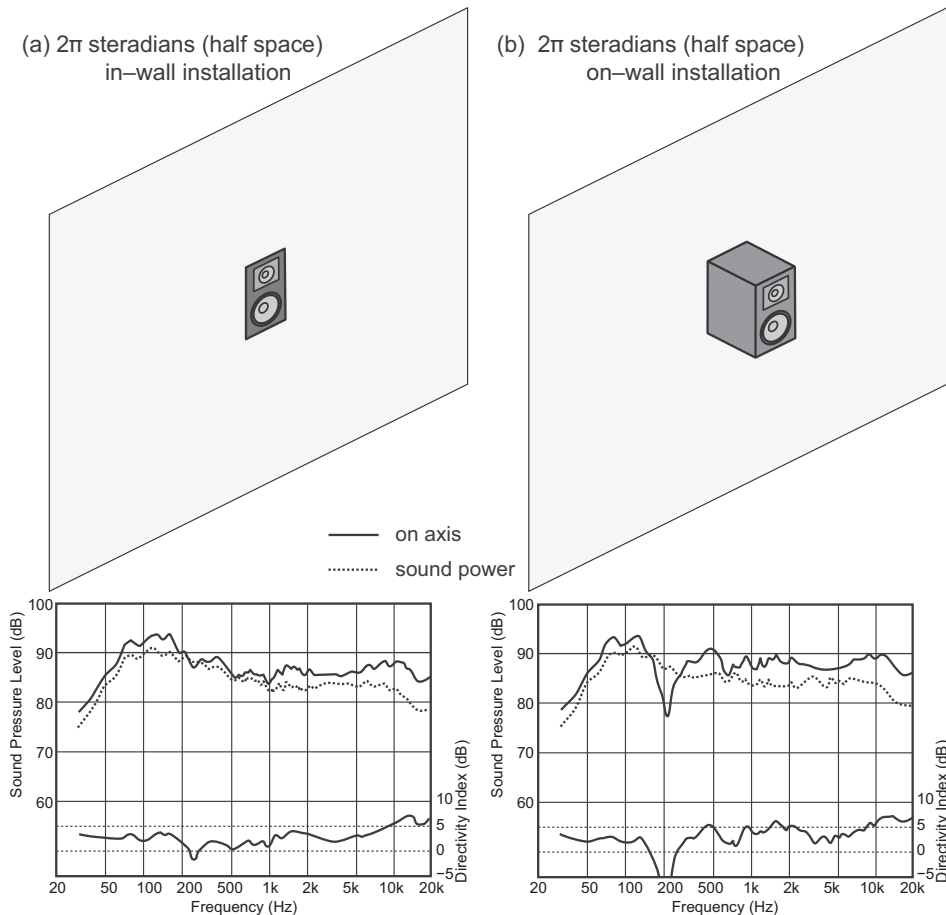 (a) 2π steradians (half space)
in–wall installation
(b) 2π steradians (half space)
on–wall installation
on axis
sound power
Sound Pressure Level (dB)
100
90
80
70
60
10
5
0
−5
Directivity Index (dB)
20 50 100 200 500 1k 2k 5k 10k 20k
Frequency (Hz)
Sound Pressure Level (dB)
100
90
80
70
60
10
5
0
−5
Directivity Index (dB)
20 50 100 200 500 1k 2k 5k 10k 20k
Frequency (Hz)